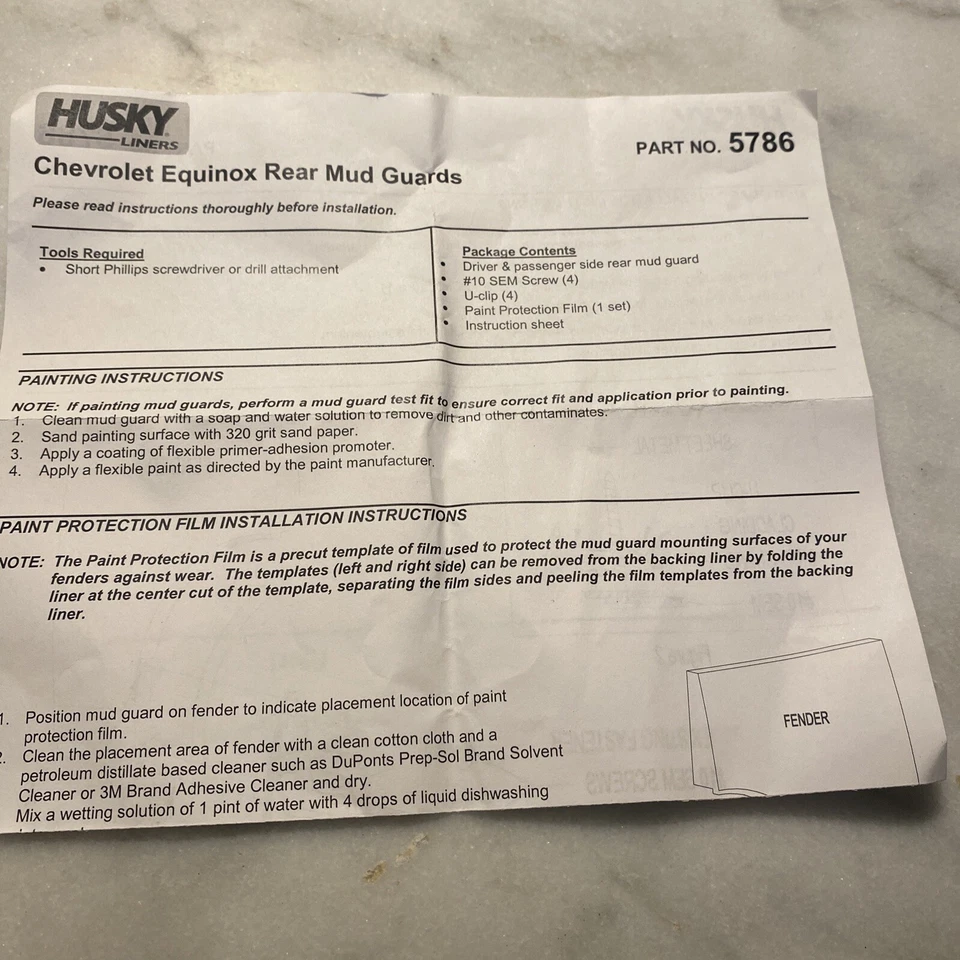 HUSKY
LINERS
PART NO. 5786
Chevrolet Equinox Rear Mud Guards
Please read instructions thoroughly before installation.
Tools Required
• Short Phillips screwdriver or drill attachment
Package Contents
• Driver & passenger side rear mud guard
• #10 SEM Screw (4)
• U-clip (4)
• Paint Protection Film (1 set)
• Instruction sheet
PAINTING INSTRUCTIONS
NOTE: If painting mud guards, perform a mud guard test fit to ensure correct fit and application prior to painting.
1. Clean mud guard with a soap and water solution to remove dirt and other contaminates.
2. Sand painting surface with 320 grit sand paper.
3. Apply a coating of flexible primer-adhesion promoter.
4. Apply a flexible paint as directed by the paint manufacturer.
PAINT PROTECTION FILM INSTALLATION INSTRUCTIONS
NOTE: The Paint Protection Film is a precut template of film used to protect the mud guard mounting surfaces of your
fenders against wear. The templates (left and right side) can be removed from the backing liner by folding the
liner at the center cut of the template, separating the film sides and peeling the film templates from the backing
liner.
1. Position mud guard on fender to indicate placement location of paint
protection film.
2. Clean the placement area of fender with a clean cotton cloth and a
petroleum distillate based cleaner such as DuPonts Prep-Sol Brand Solvent
Cleaner or 3M Brand Adhesive Cleaner and dry.
Mix a wetting solution of 1 pint of water with 4 drops of liquid dishwashing
FENDER